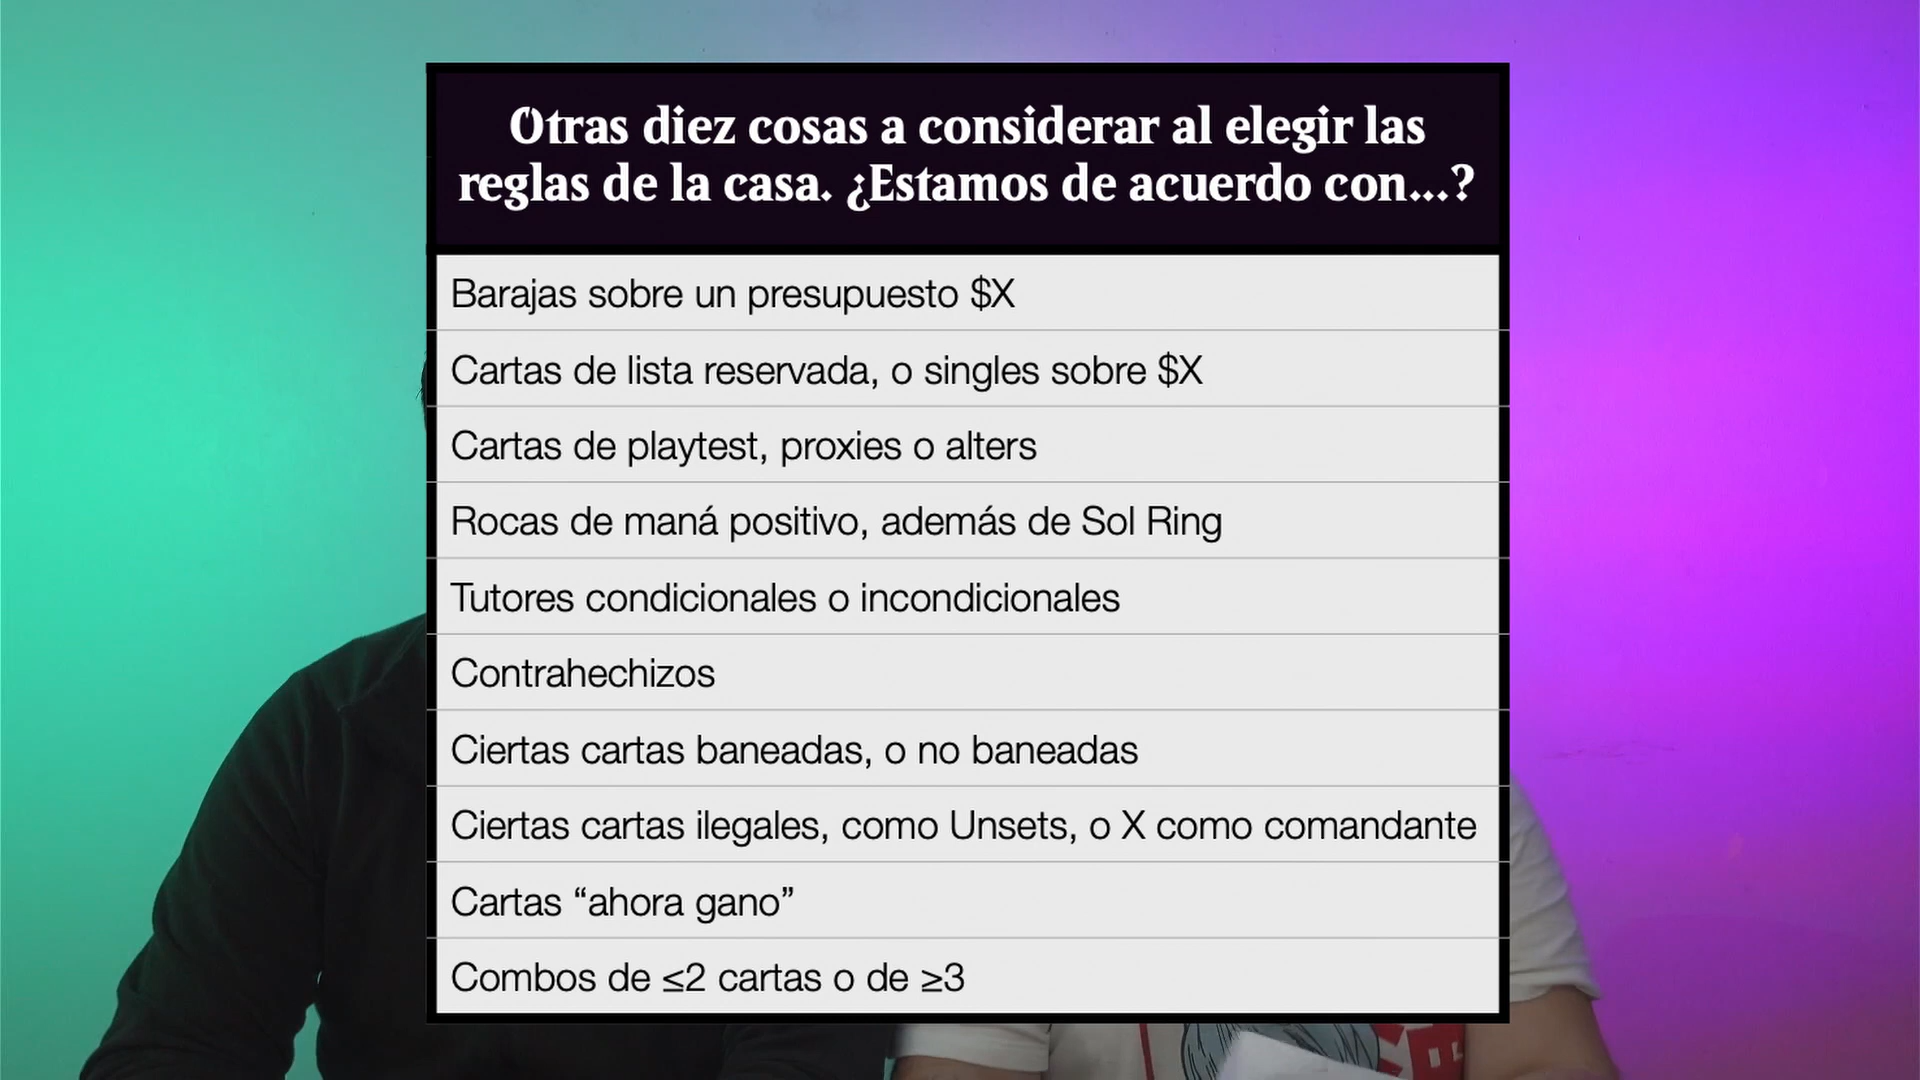 Otras diez cosas a considerar al elegir las
reglas de la casa. ¿Estamos de acuerdo con...?
Barajas sobre un presupuesto $X
Cartas de lista reservada, o singles sobre $X
Cartas de playtest, proxies o alters
Rocas de maná positivo, además de Sol Ring
Tutores condicionales o incondicionales
Contrahechizos
Ciertas cartas baneadas, o no baneadas
Ciertas cartas ilegales, como Unsets, o X como comandante
Cartas “ahora gano”
Combos de ≤2 cartas o de ≥3